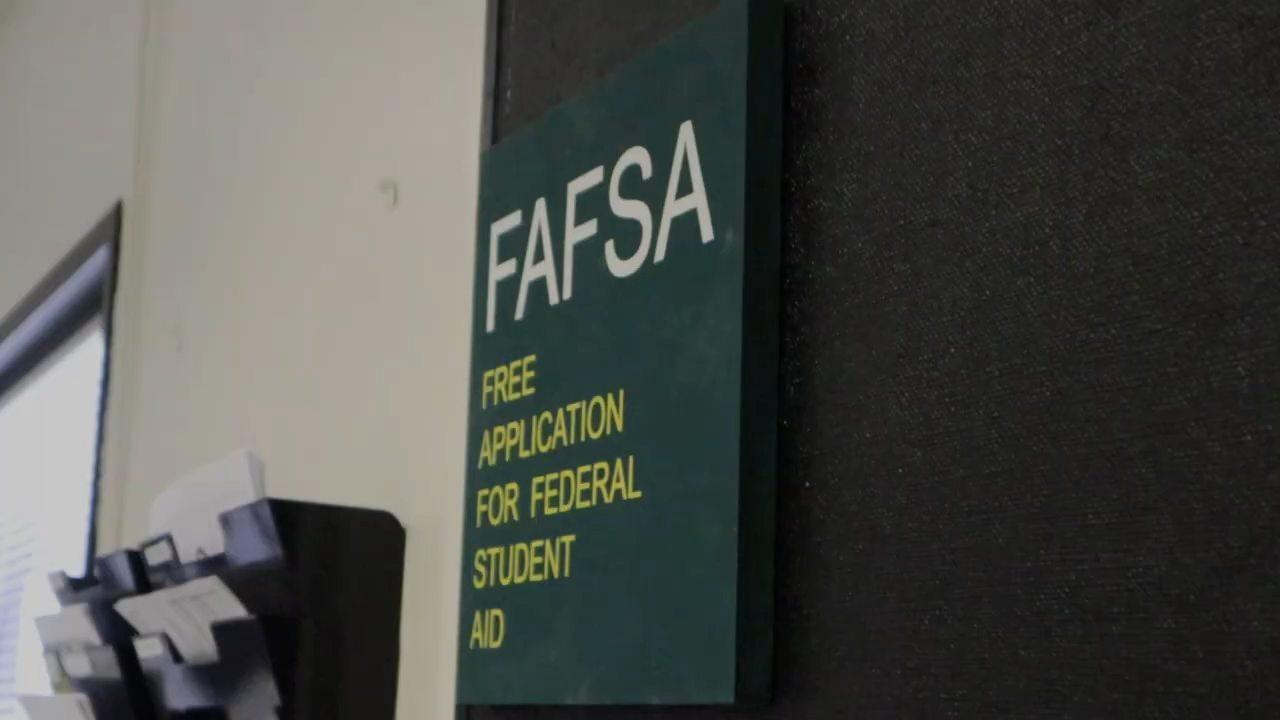 FAFSA
FREE
APPLICATION
FOR FEDERAL
STUDENT
AID